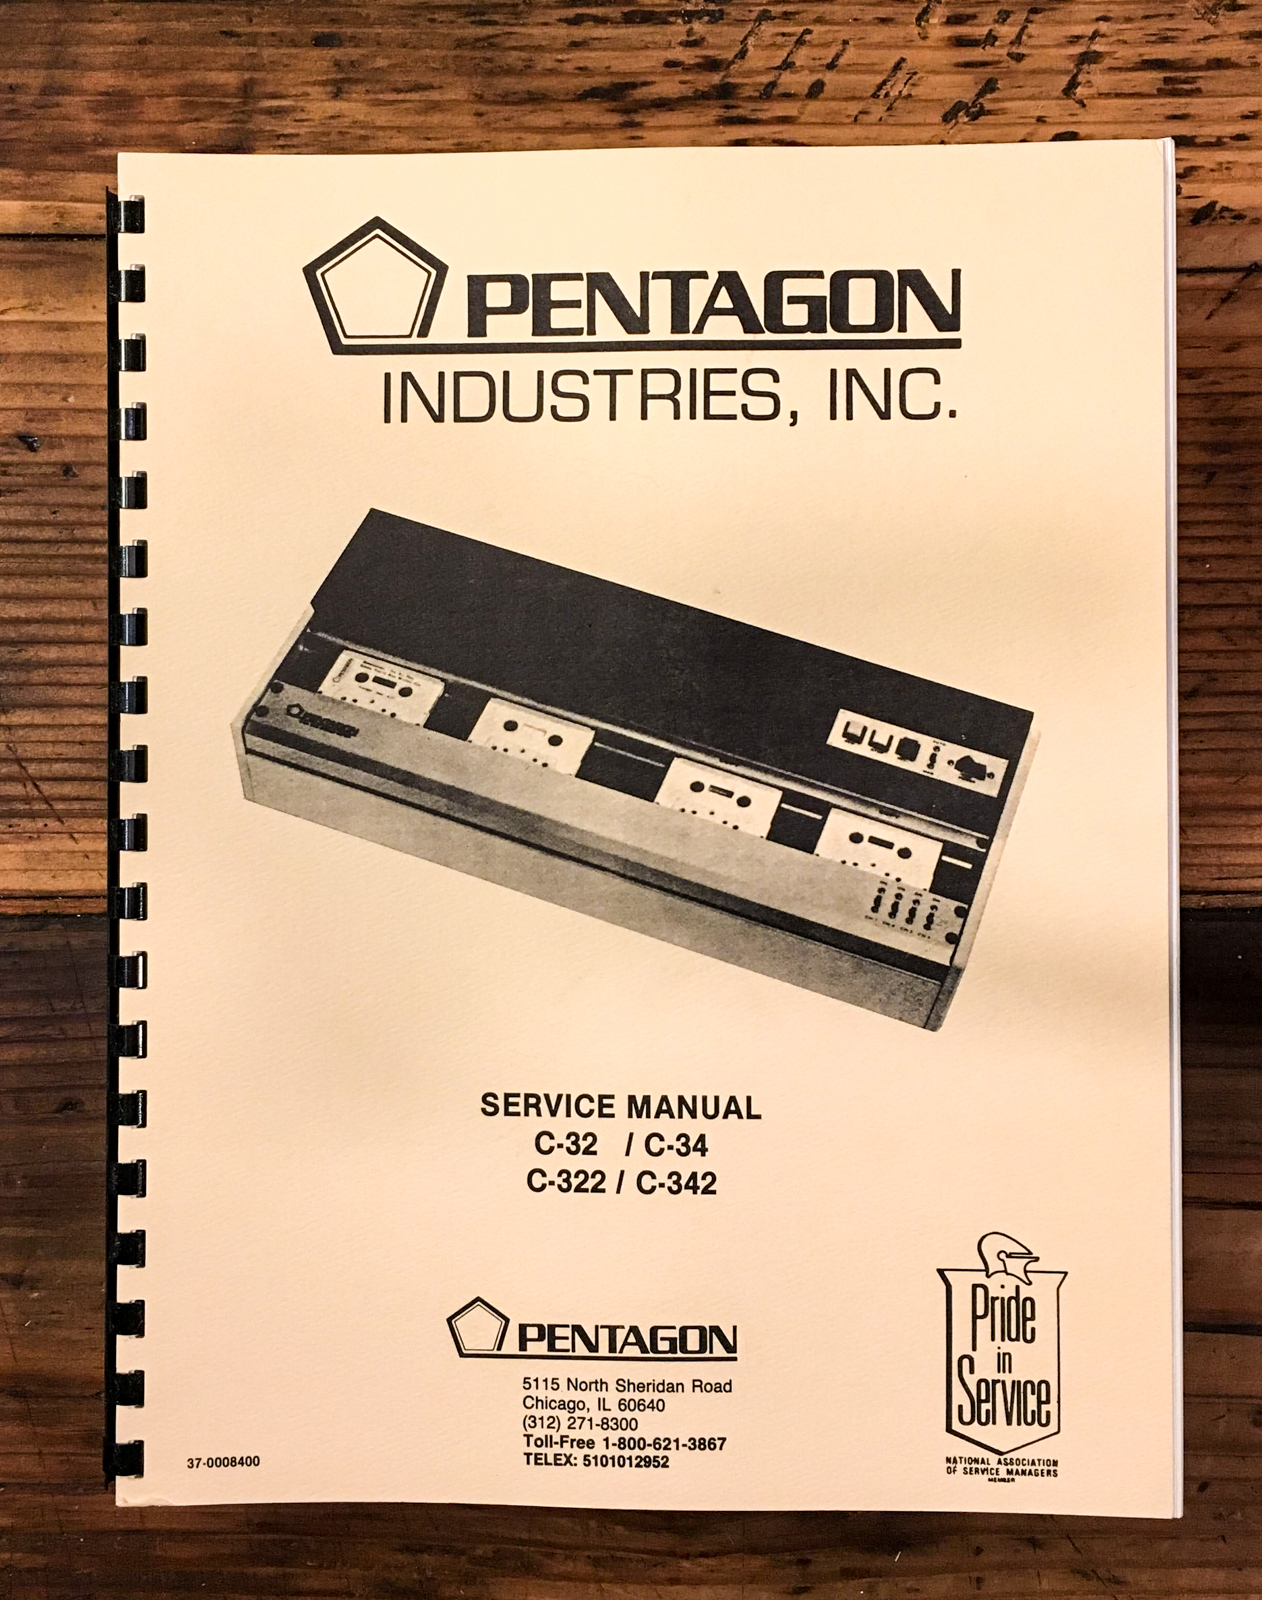 PENTAGON
INDUSTRIES, INC.
SERVICE MANUAL
C-32 / C-34
C-322 / C-342
PENTAGON
5115 North Sheridan Road
Chicago, IL 60640
(312) 271-8300
Toll-Free 1-800-621-3867
TELEX: 5101012952
37-0008400
Pride
in
Service
NATIONAL ASSOCIATION
OF SERVICE MANAGERS
MEMBER